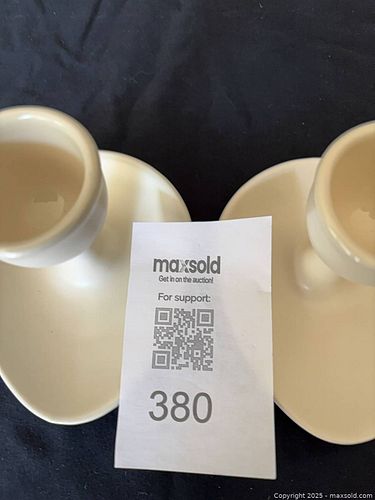 maxsold
Get in on the auction!
For support:
380
Copyright 2025 - maxsold.com